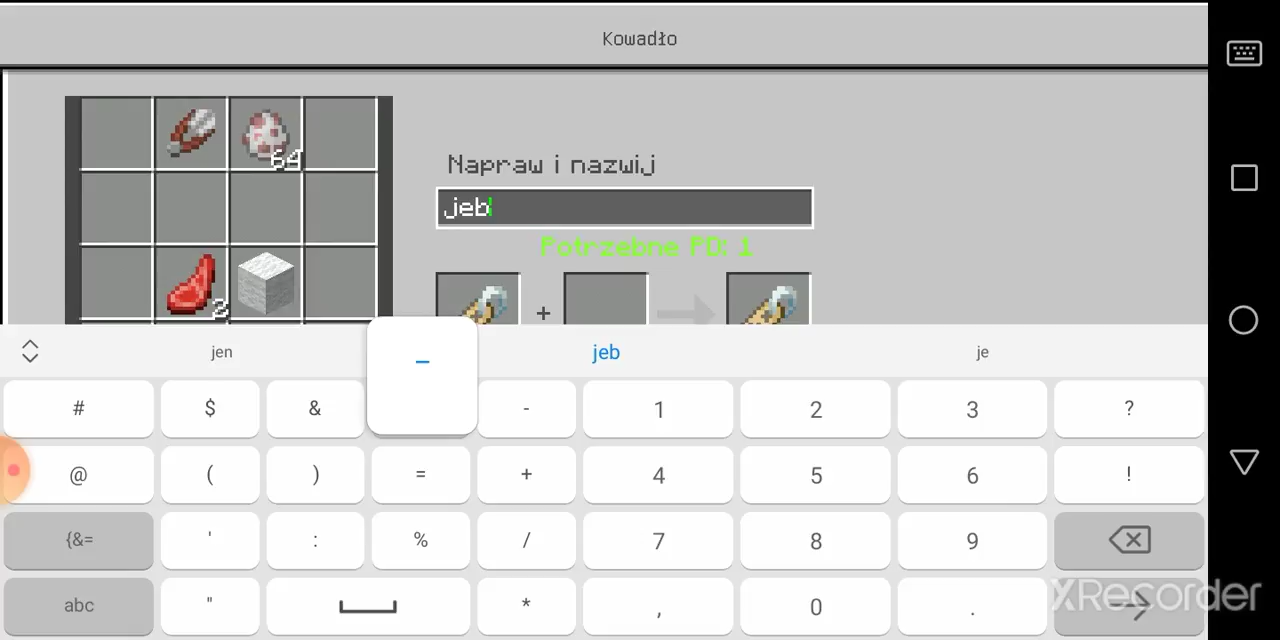 Kowadło
64
Napraw i nazwij
jeb
Potrzebne PD: 1
2
+
jen
_
jeb
je
# $ & - 1 2 3 ?
@ ( ) = + 4 5 6 !
{&= ' : % / 7 8 9
abc " * , 0 .
XRecorder